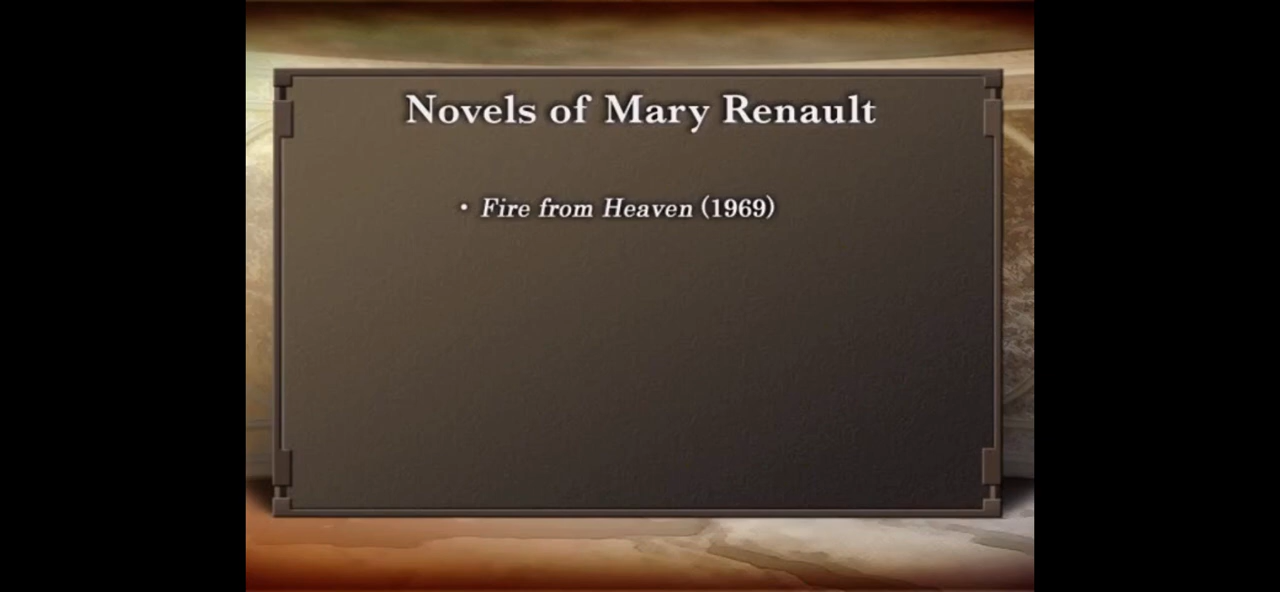 Novels of Mary Renault
• Fire from Heaven (1969)